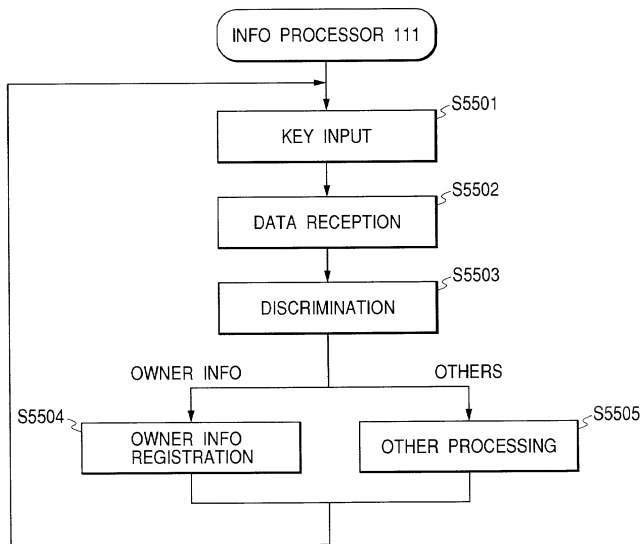 INFO PROCESSOR 111
S5501
KEY INPUT
S5502
DATA RECEPTION
S5503
DISCRIMINATION
OWNER INFO
OTHERS
S5504
OWNER INFO
REGISTRATION
S5505
OTHER PROCESSING